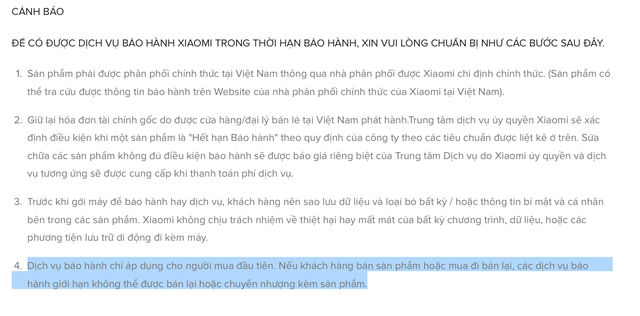 CẢNH BÁO
ĐỂ CÓ ĐƯỢC DỊCH VỤ BẢO HÀNH XIAOMI TRONG THỜI HẠN BẢO HÀNH, XIN VUI LÒNG CHUẨN BỊ NHƯ CÁC BƯỚC SAU ĐÂY.
1. Sản phẩm phải được phân phối chính thức tại Việt Nam thông qua nhà phân phối được Xiaomi chỉ định chính thức. (Sản phẩm có
thể tra cứu được thông tin bảo hành trên Website của nhà phân phối chính thức của Xiaomi tại Việt Nam).
2. Giữ lại hóa đơn tài chính gốc do được cửa hàng/đại lý bán lẻ tại Việt Nam phát hành.Trung tâm dịch vụ ủy quyền Xiaomi sẽ xác
định điều kiện khi một sản phẩm là "Hết hạn Bảo hành" theo quy định của công ty theo các tiêu chuẩn được liệt kê ở trên. Sửa
chữa các sản phẩm không đủ điều kiện bảo hành sẽ được báo giá riêng biệt của Trung tâm Dịch vụ do Xiaomi ủy quyền và dịch
vụ tương ứng sẽ được cung cấp khi thanh toán phí dịch vụ.
3. Trước khi gởi máy để bảo hành hay dịch vụ, khách hàng nên sao lưu dữ liệu và loại bỏ bất kỳ / hoặc thông tin bí mật và cá nhân
bên trong các sản phẩm. Xiaomi không chịu trách nhiệm về thiệt hại hay mất mát của bất kỳ chương trình, dữ liệu, hoặc các
phương tiện lưu trữ di động đi kèm máy.
4. Dịch vụ bảo hành chỉ áp dụng cho người mua đầu tiên. Nếu khách hàng bán sản phẩm hoặc mua đi bán lại, các dịch vụ bảo
hành giới hạn không thể được bán lại hoặc chuyển nhượng kèm sản phẩm.